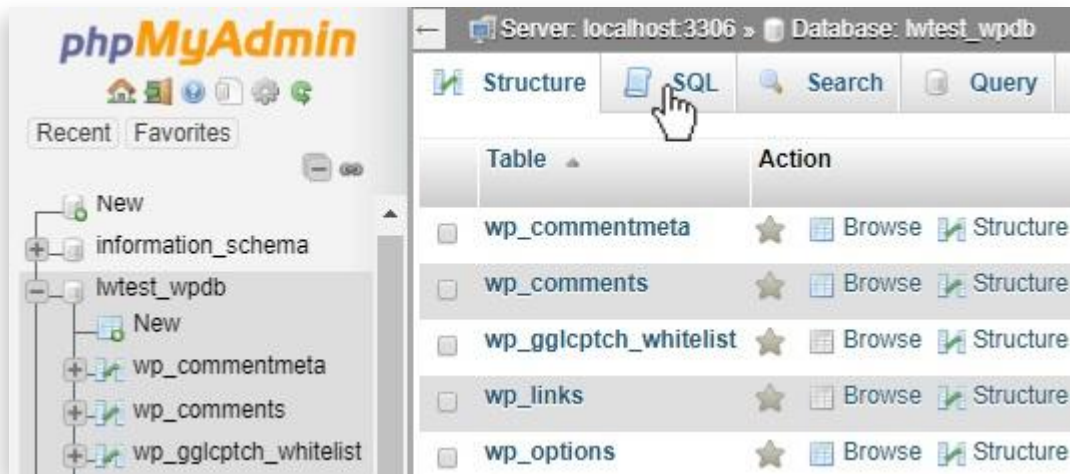 phpMyAdmin
Recent Favorites
New
information_schema
lwtest_wpdb
New
wp_commentmeta
wp_comments
wp_gglcptch_whitelist
← Server: localhost:3306 » Database: lwtest_wpdb
Structure SQL Search Query
Table Action
wp_commentmeta Browse Structure
wp_comments Browse Structure
wp_gglcptch_whitelist Browse Structure
wp_links Browse Structure
wp_options Browse Structure